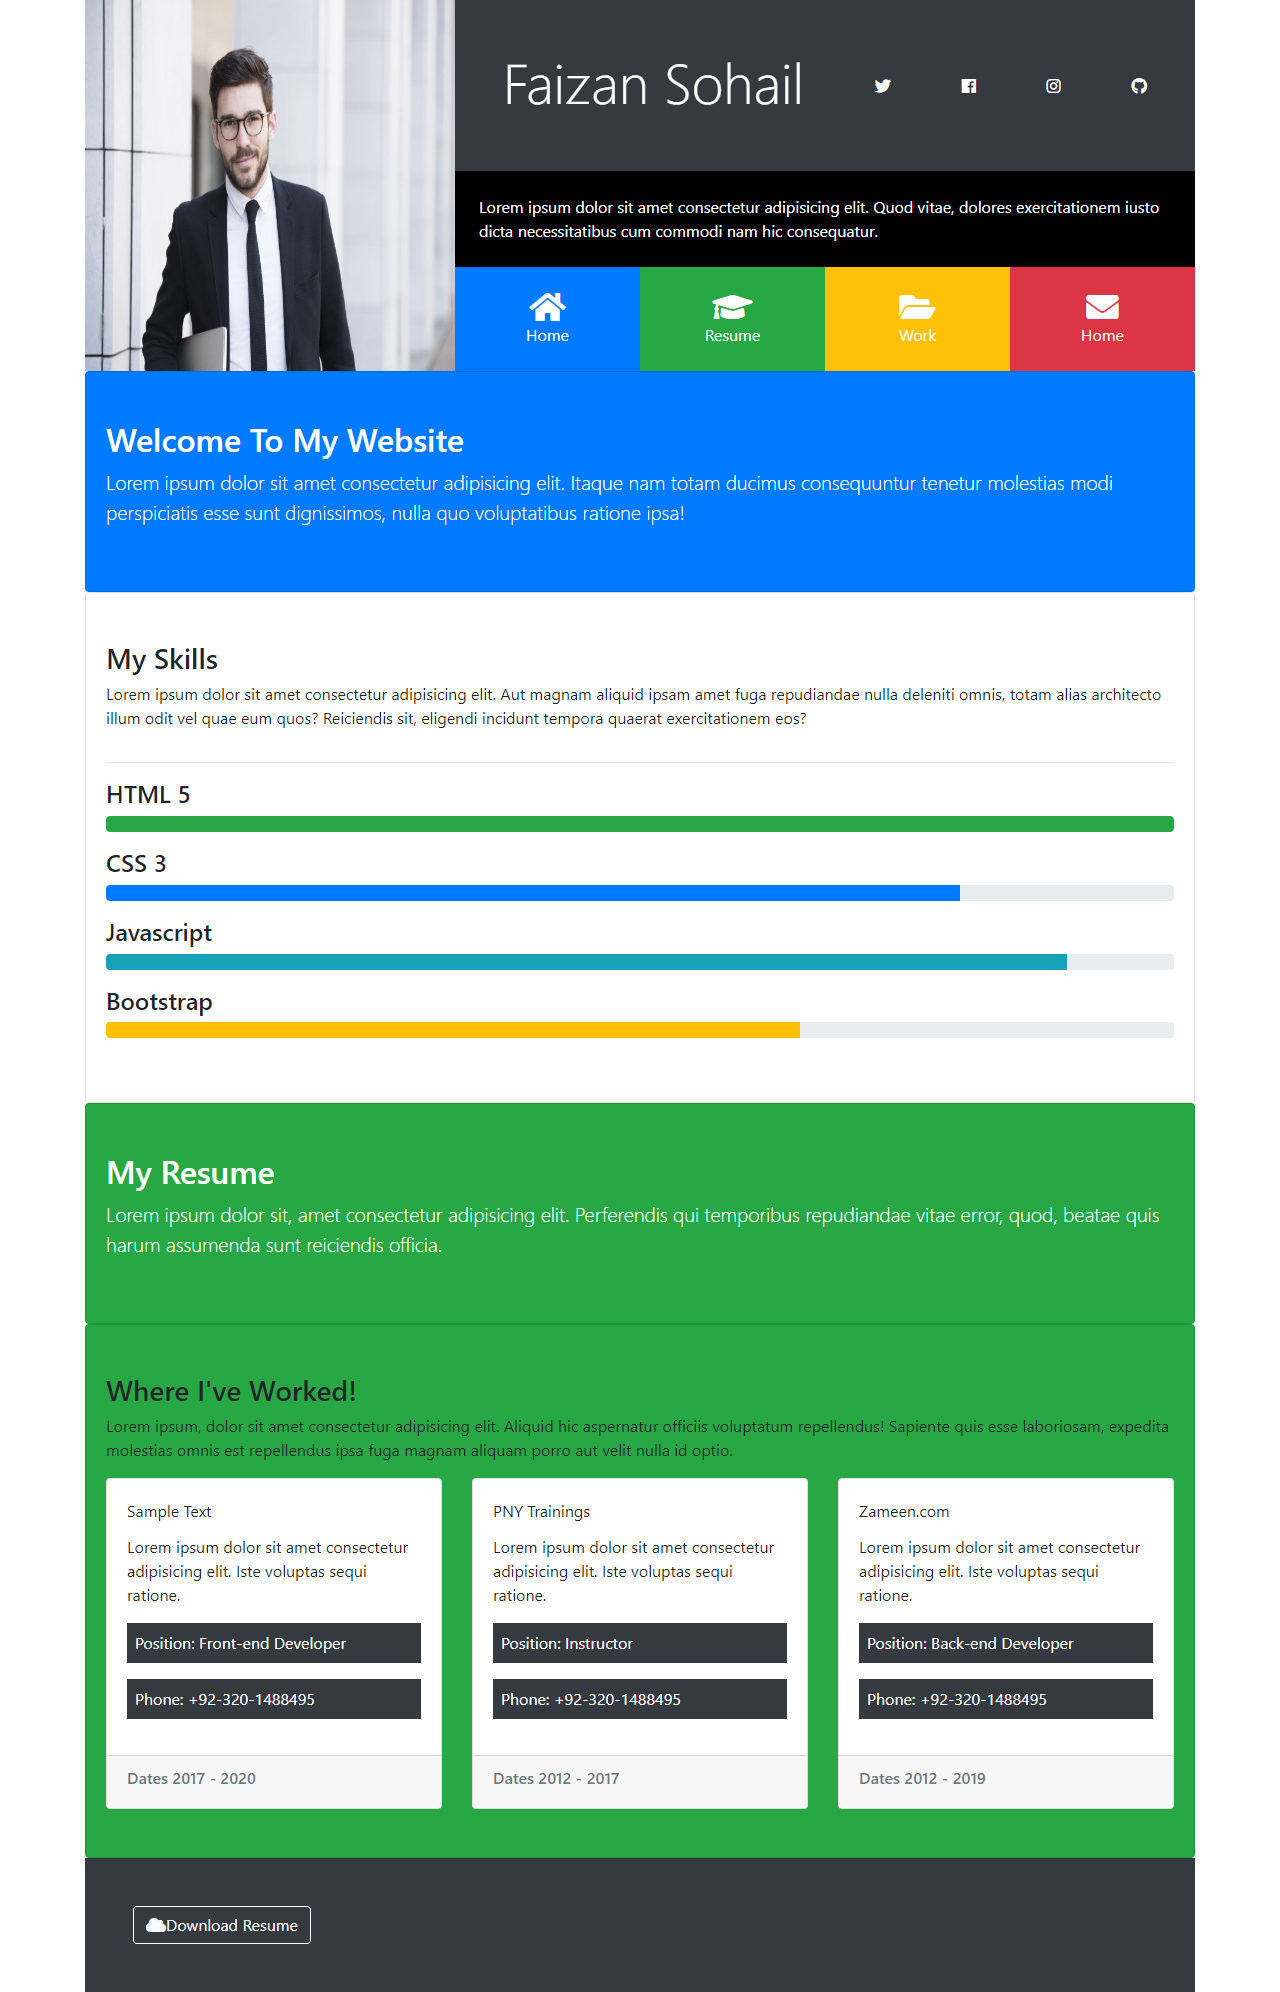 Faizan Sohail
Lorem ipsum dolor sit amet consectetur adipisicing elit. Quod vitae, dolores exercitationem iusto
dicta necessitatibus cum commodi nam hic consequatur.
Home
Resume
Work
Home
Welcome To My Website
Lorem ipsum dolor sit amet consectetur adipisicing elit. Itaque nam totam ducimus consequuntur tenetur molestias modi
perspiciatis esse sunt dignissimos, nulla quo voluptatibus ratione ipsa!
My Skills
Lorem ipsum dolor sit amet consectetur adipisicing elit. Aut magnam aliquid ipsam amet fuga repudiandae nulla deleniti omnis, totam alias architecto
illum odit vel quae eum quos? Reiciendis sit, eligendi incidunt tempora quaerat exercitationem eos?
HTML 5
CSS 3
Javascript
Bootstrap
My Resume
Lorem ipsum dolor sit, amet consectetur adipisicing elit. Perferendis qui temporibus repudiandae vitae error, quod, beatae quis
harum assumenda sunt reiciendis officia.
Where I've Worked!
Lorem ipsum, dolor sit amet consectetur adipisicing elit. Aliquid hic aspernatur officiis voluptatum repellendus! Sapiente quis esse laboriosam, expedita
molestias omnis est repellendus ipsa fuga magnam aliquam porro aut velit nulla id optio.
Sample Text
Lorem ipsum dolor sit amet consectetur
adipisicing elit. Iste voluptas sequi
ratione.
Position: Front-end Developer
Phone: +92-320-1488495
Dates 2017 - 2020
PNY Trainings
Lorem ipsum dolor sit amet consectetur
adipisicing elit. Iste voluptas sequi
ratione.
Position: Instructor
Phone: +92-320-1488495
Dates 2012 - 2017
Zameen.com
Lorem ipsum dolor sit amet consectetur
adipisicing elit. Iste voluptas sequi
ratione.
Position: Back-end Developer
Phone: +92-320-1488495
Dates 2012 - 2019
Download Resume